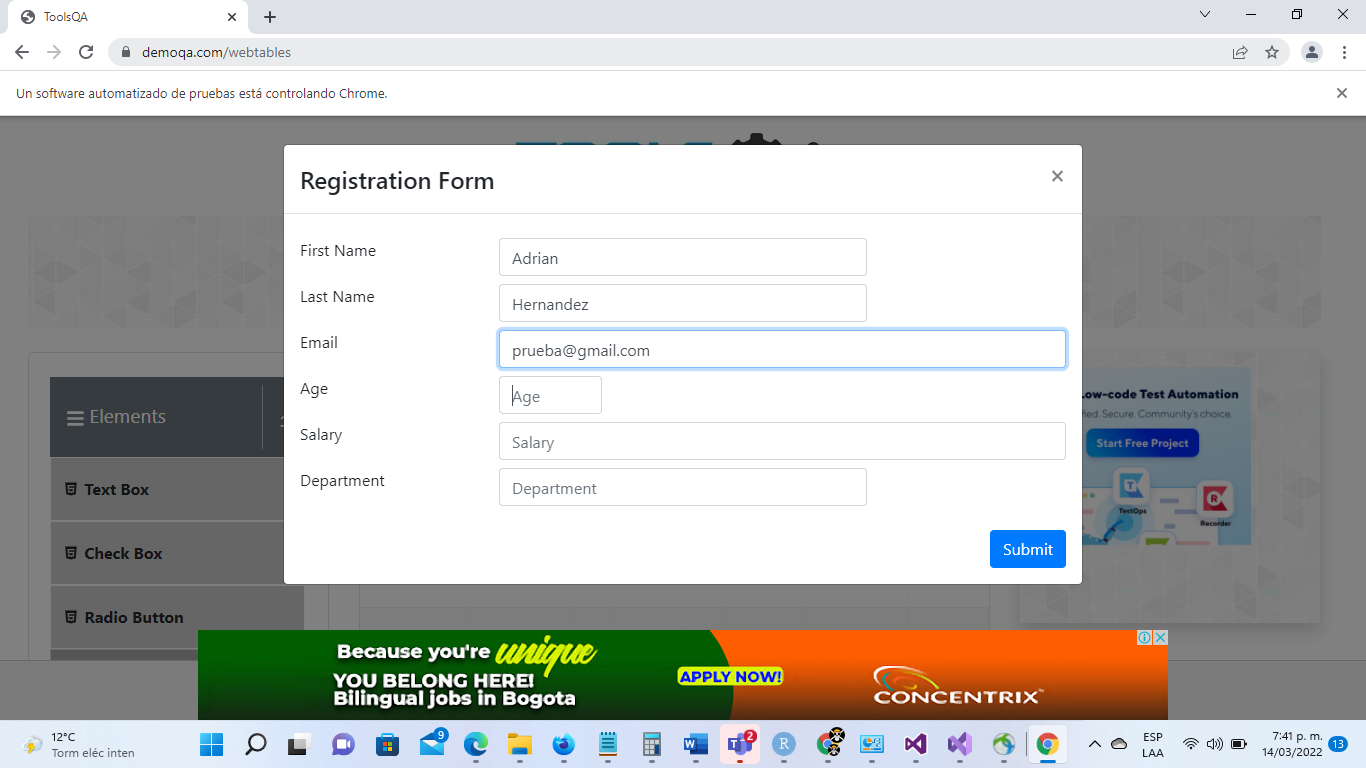 ToolsQA
demoqa.com/webtables
Un software automatizado de pruebas está controlando Chrome.
Registration Form
First Name
Adrian
Last Name
Hernandez
Email
prueba@gmail.com
Age
Age
Salary
Salary
Department
Department
Submit
Elements
Text Box
Check Box
Radio Button
Low-code Test Automation
fied. Secure. Community's choice.
Start Free Project
TestOps
Recorder
Because you're unique
YOU BELONG HERE!
Bilingual jobs in Bogota
APPLY NOW!
CONCENTRIX
12°C
Torm eléc inten
9
2
ESP
LAA
7:41 p. m.
14/03/2022
13